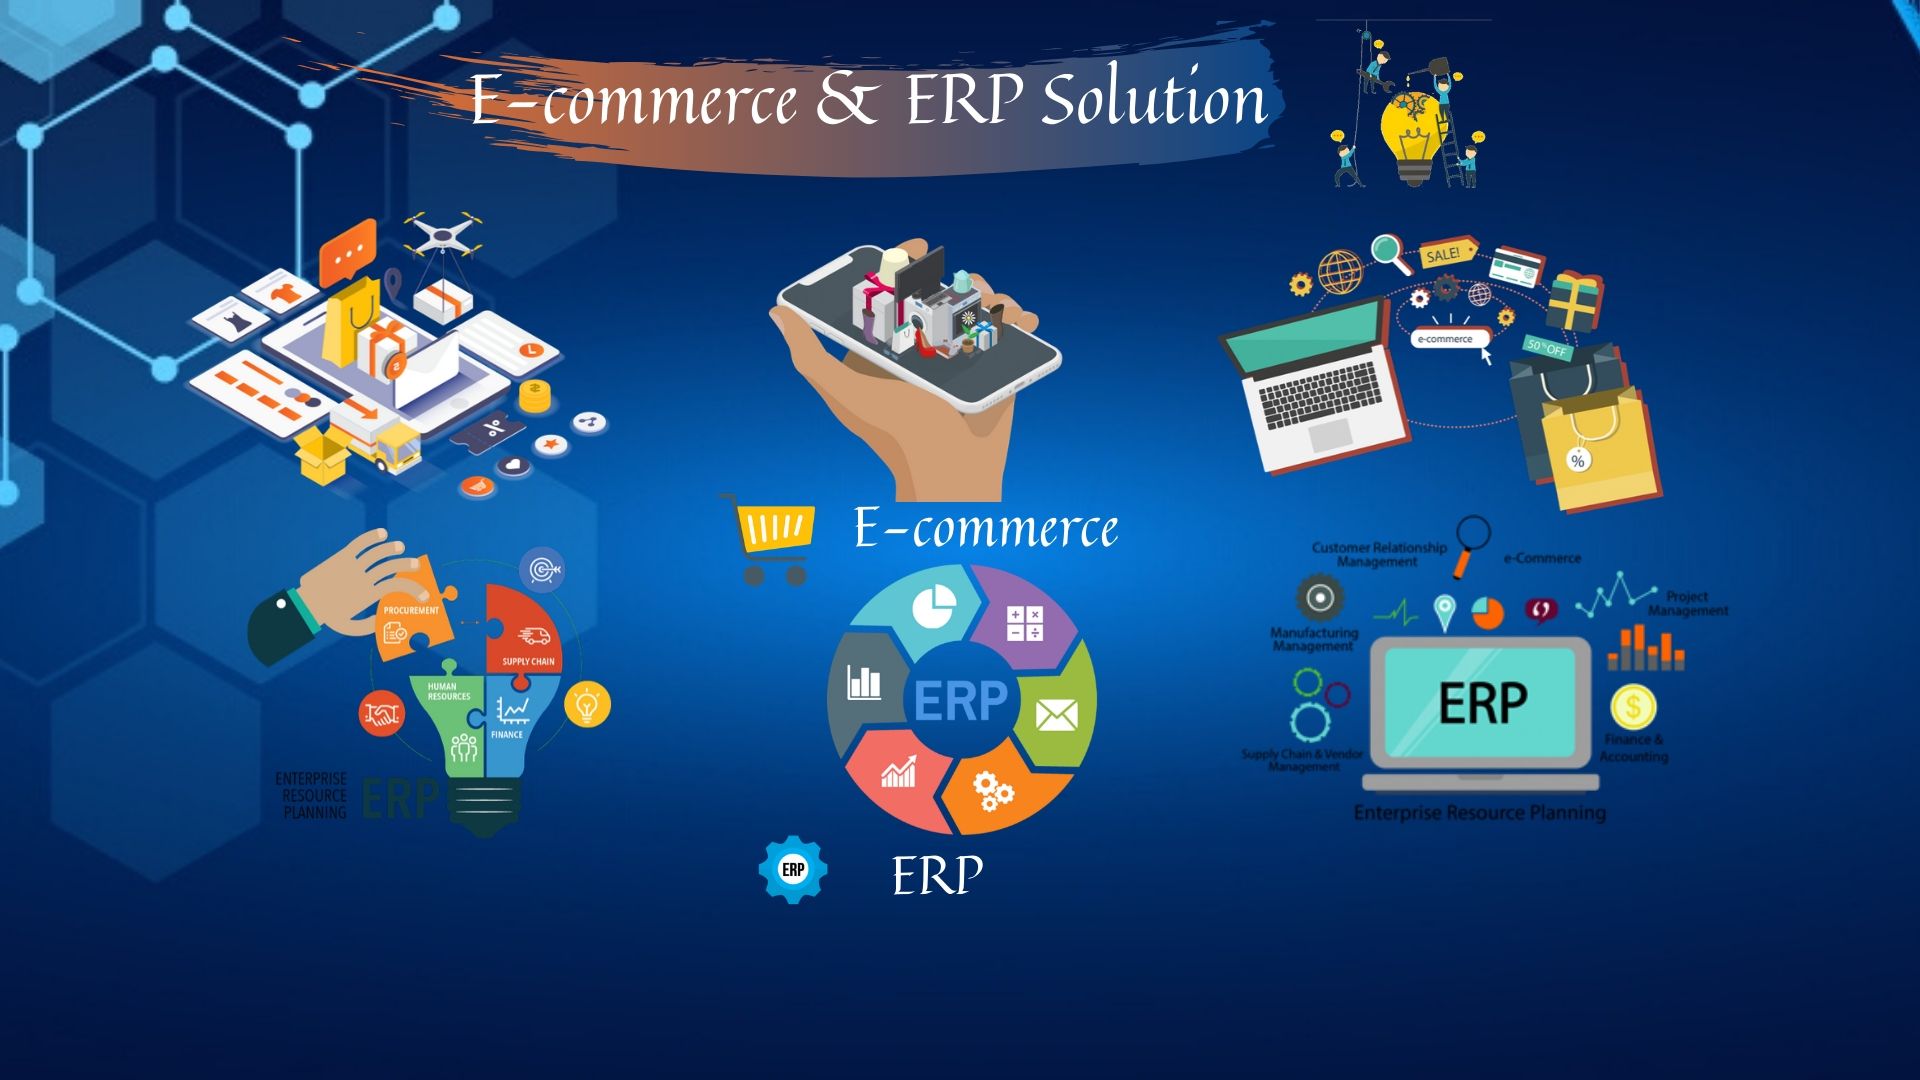 E-commerce & ERP Solution
SALE!
e-commerce
50% OFF
%
%
E-commerce
PROCUREMENT
SUPPLY CHAIN
HUMAN
RESOURCES
FINANCE
ENTERPRISE
RESOURCE
PLANNING
ERP
ERP
Customer Relationship
Management
e-Commerce
Project
Management
Manufacturing
Management
ERP
$
Supply Chain & Vendor
Management
Finance &
Accounting
Enterprise Resource Planning
ERP
ERP